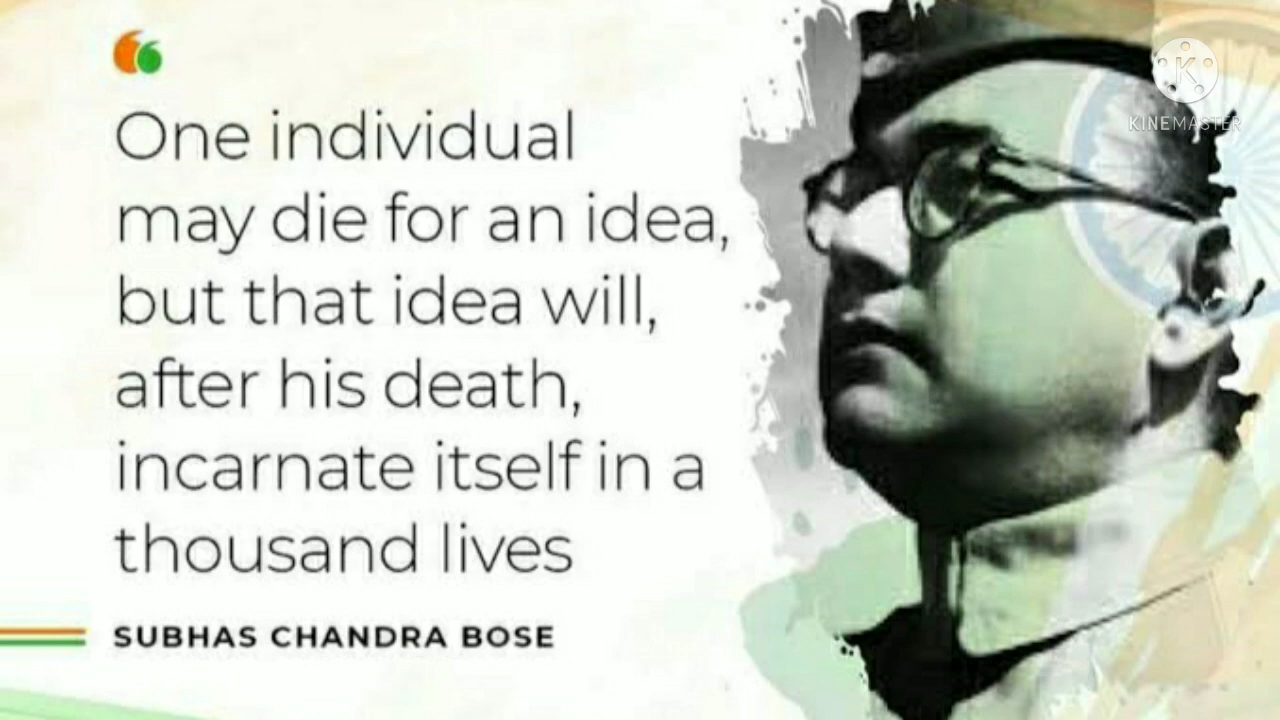 One individual
may die for an idea,
but that idea will,
after his death,
incarnate itself in a
thousand lives
SUBHAS CHANDRA BOSE
K
KINEMASTER